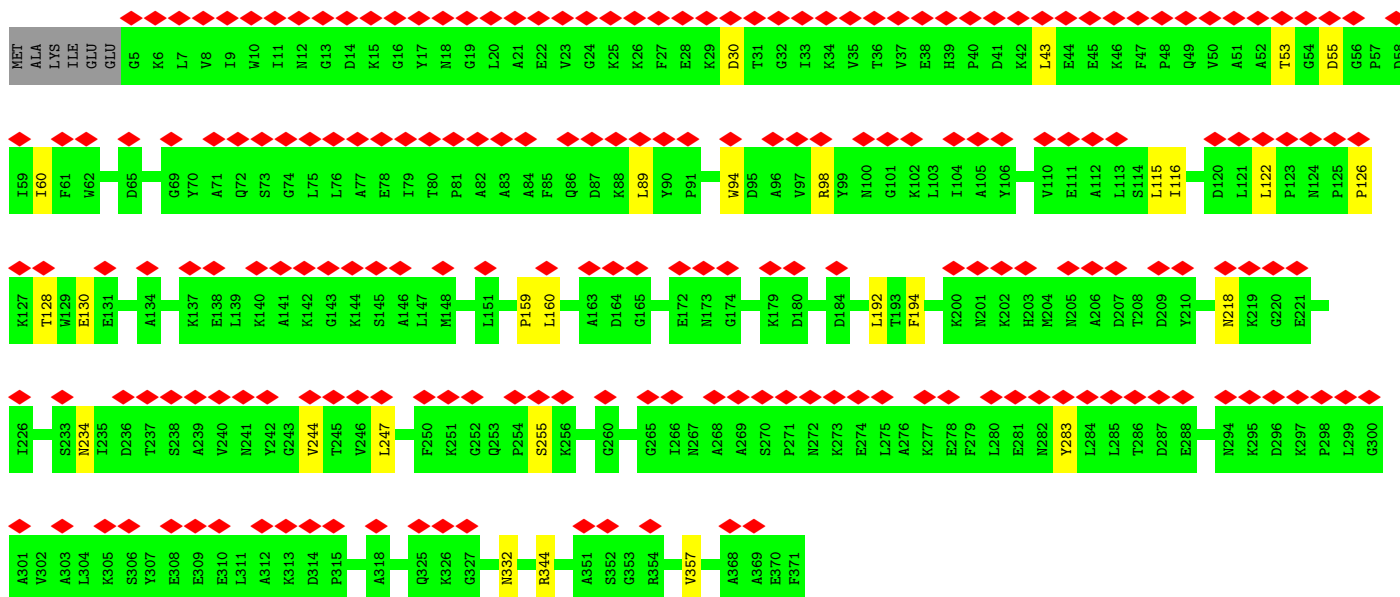 MET ALA LYS ILE GLU GLU G5 K6 L7 V8 I9 W10 I11 N12 G13 D14 K15 G16 Y17 N18 G19 L20 A21 E22 V23 G24 K25 K26 F27 E28 K29 D30 T31 G32 I33 K34 V35 T36 V37 E38 H39 P40 D41 K42 L43 E44 E45 K46 F47 P48 Q49 V50 A51 A52 T53 G54 D55 G56 P57 D58
I59 I60 F61 W62 D65 G69 Y70 A71 Q72 S73 G74 L75 L76 A77 E78 I79 T80 P81 A82 A83 A84 F85 Q86 D87 K88 L89 Y90 P91 W94 D95 A96 V97 R98 Y99 N100 G101 K102 L103 I104 A105 Y106 V110 E111 A112 L113 S114 L115 I116 D120 L121 L122 P123 N124 P125 P126
K127 T128 W129 E130 E131 A134 K137 E138 L139 K140 A141 K142 G143 K144 S145 A146 L147 M148 L151 P159 L160 A163 D164 G165 E172 N173 G174 K179 D180 D184 L192 T193 F194 K200 N201 K202 H203 M204 N205 A206 D207 T208 D209 Y210 N218 K219 G220 E221
I226 S233 N234 I235 D236 T237 S238 A239 V240 N241 Y242 G243 V244 T245 V246 L247 F250 K251 G252 Q253 P254 S255 K256 G260 G265 I266 N267 A268 A269 S270 P271 N272 K273 E274 L275 A276 K277 E278 F279 L280 E281 N282 Y283 L284 L285 T286 D287 E288 N294 K295 D296 K297 P298 L299 G300
A301 V302 A303 L304 K305 S306 Y307 E308 E309 E310 L311 A312 K313 D314 P315 A318 Q325 K326 G327 N332 R344 A351 S352 G353 R354 V357 A368 A369 E370 F371